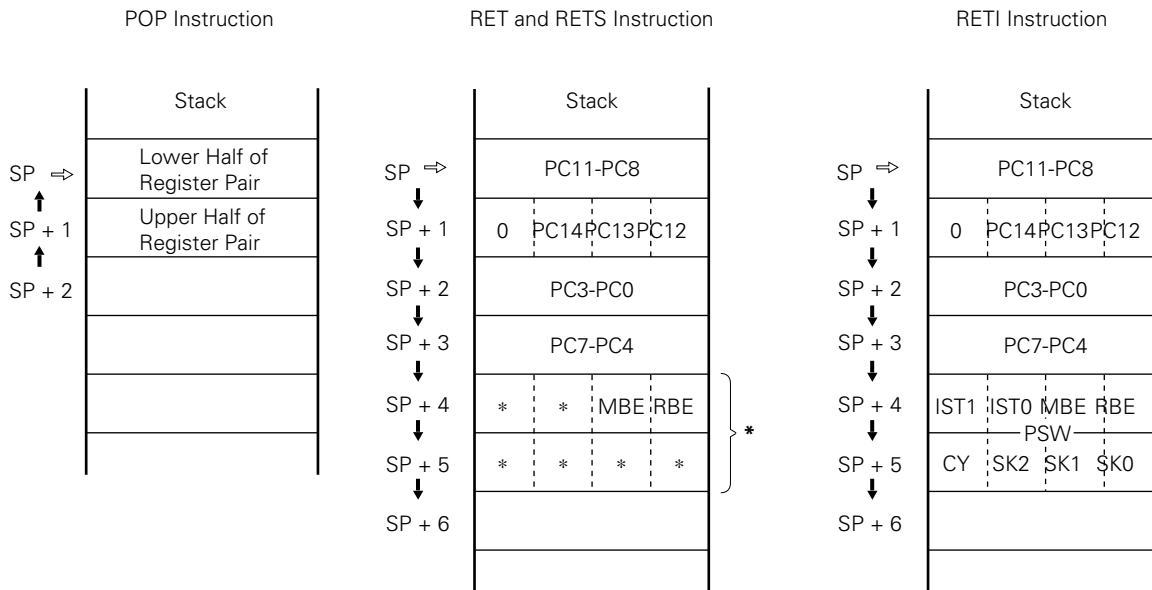 POP Instruction
Stack
SP ⇨ Lower Half of
Register Pair
SP + 1 Upper Half of
Register Pair
SP + 2
RET and RETS Instruction
Stack
SP ⇨ PC11-PC8
SP + 1 0 PC14 PC13 PC12
SP + 2 PC3-PC0
SP + 3 PC7-PC4
SP + 4 * * MBE RBE
*
SP + 5 * * * *
SP + 6
RETI Instruction
Stack
SP ⇨ PC11-PC8
SP + 1 0 PC14 PC13 PC12
SP + 2 PC3-PC0
SP + 3 PC7-PC4
SP + 4 IST1 IST0 MBE RBE
PSW
SP + 5 CY SK2 SK1 SK0
SP + 6